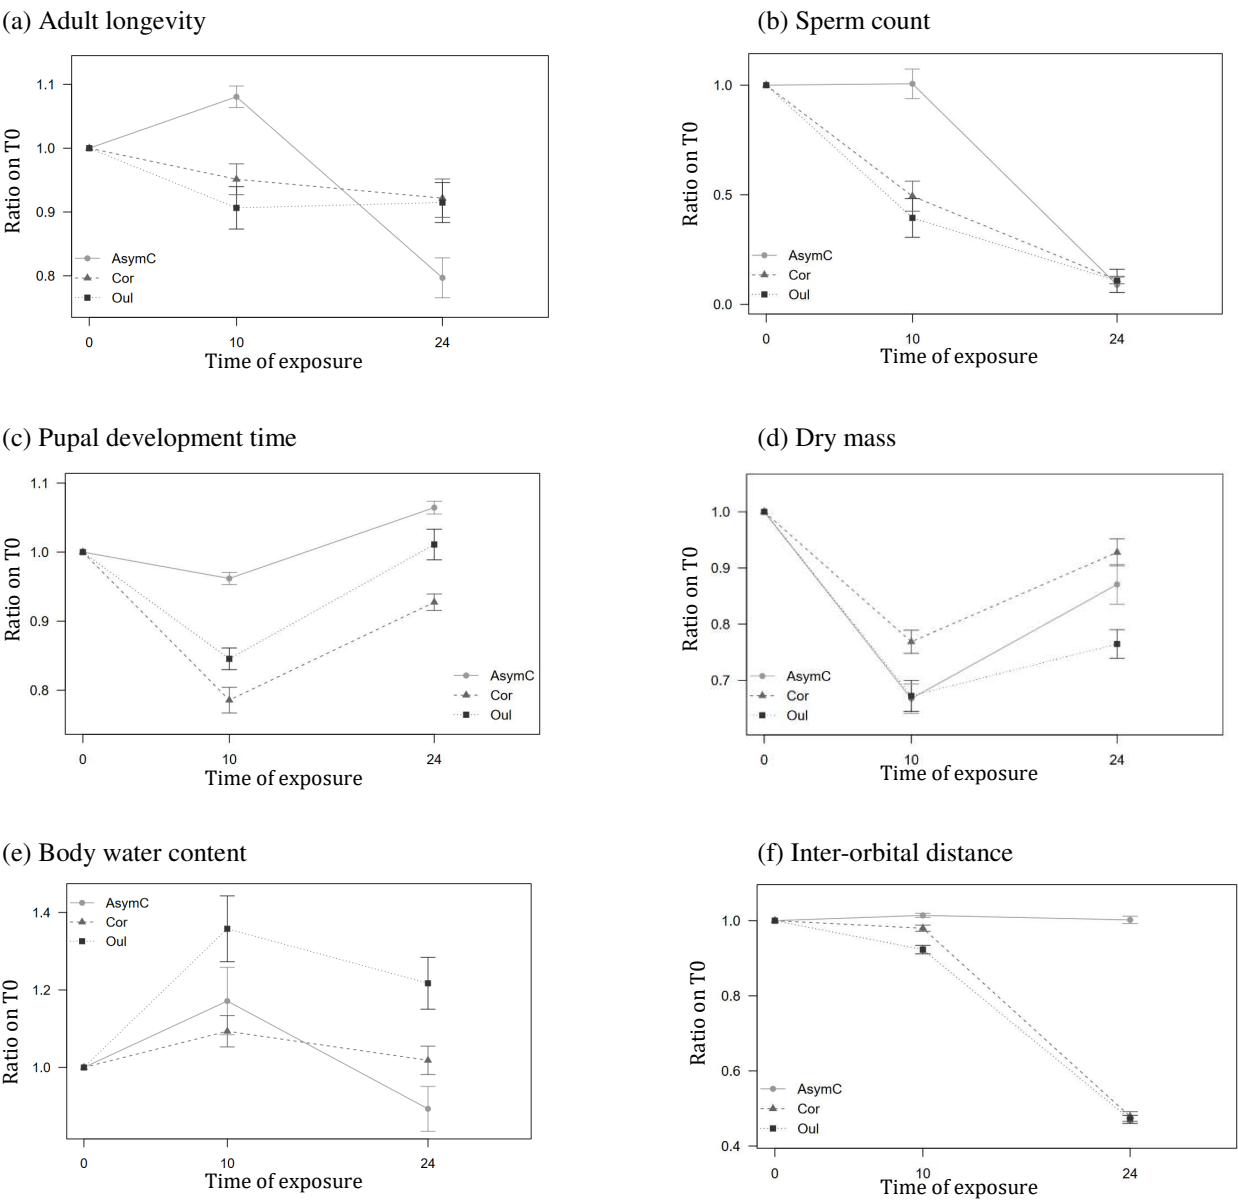 (a) Adult longevity
1.1
1.0
0.9
0.8
Ratio on T0
AsymC
Cor
Oul
0 10 24
Time of exposure
(b) Sperm count
1.0
0.5
0.0
Ratio on T0
AsymC
Cor
Oul
0 10 24
Time of exposure
(c) Pupal development time
1.1
1.0
0.9
0.8
Ratio on T0
AsymC
Cor
Oul
0 10 24
Time of exposure
(d) Dry mass
1.0
0.9
0.8
0.7
Ratio on T0
AsymC
Cor
Oul
0 10 24
Time of exposure
(e) Body water content
1.4
1.2
1.0
Ratio on T0
AsymC
Cor
Oul
0 10 24
Time of exposure
(f) Inter-orbital distance
1.0
0.8
0.6
0.4
Ratio on T0
AsymC
Cor
Oul
0 10 24
Time of exposure